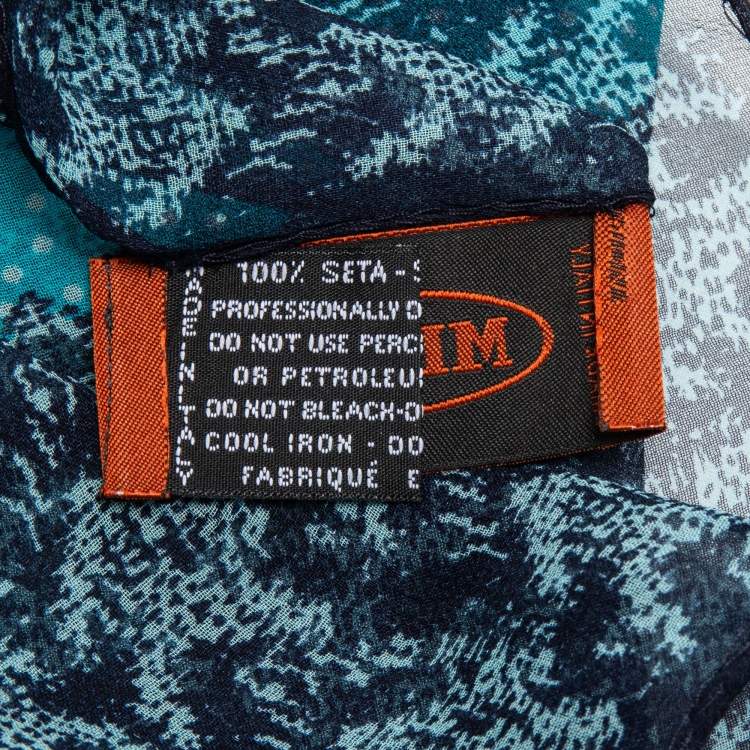 100% SETA - S
PROFESSIONALLY D
DO NOT USE PERC
OR PETROLEU
DO NOT BLEACH-D
COOL IRON - DO
FABRIQUÉ E
MADE IN ITALY